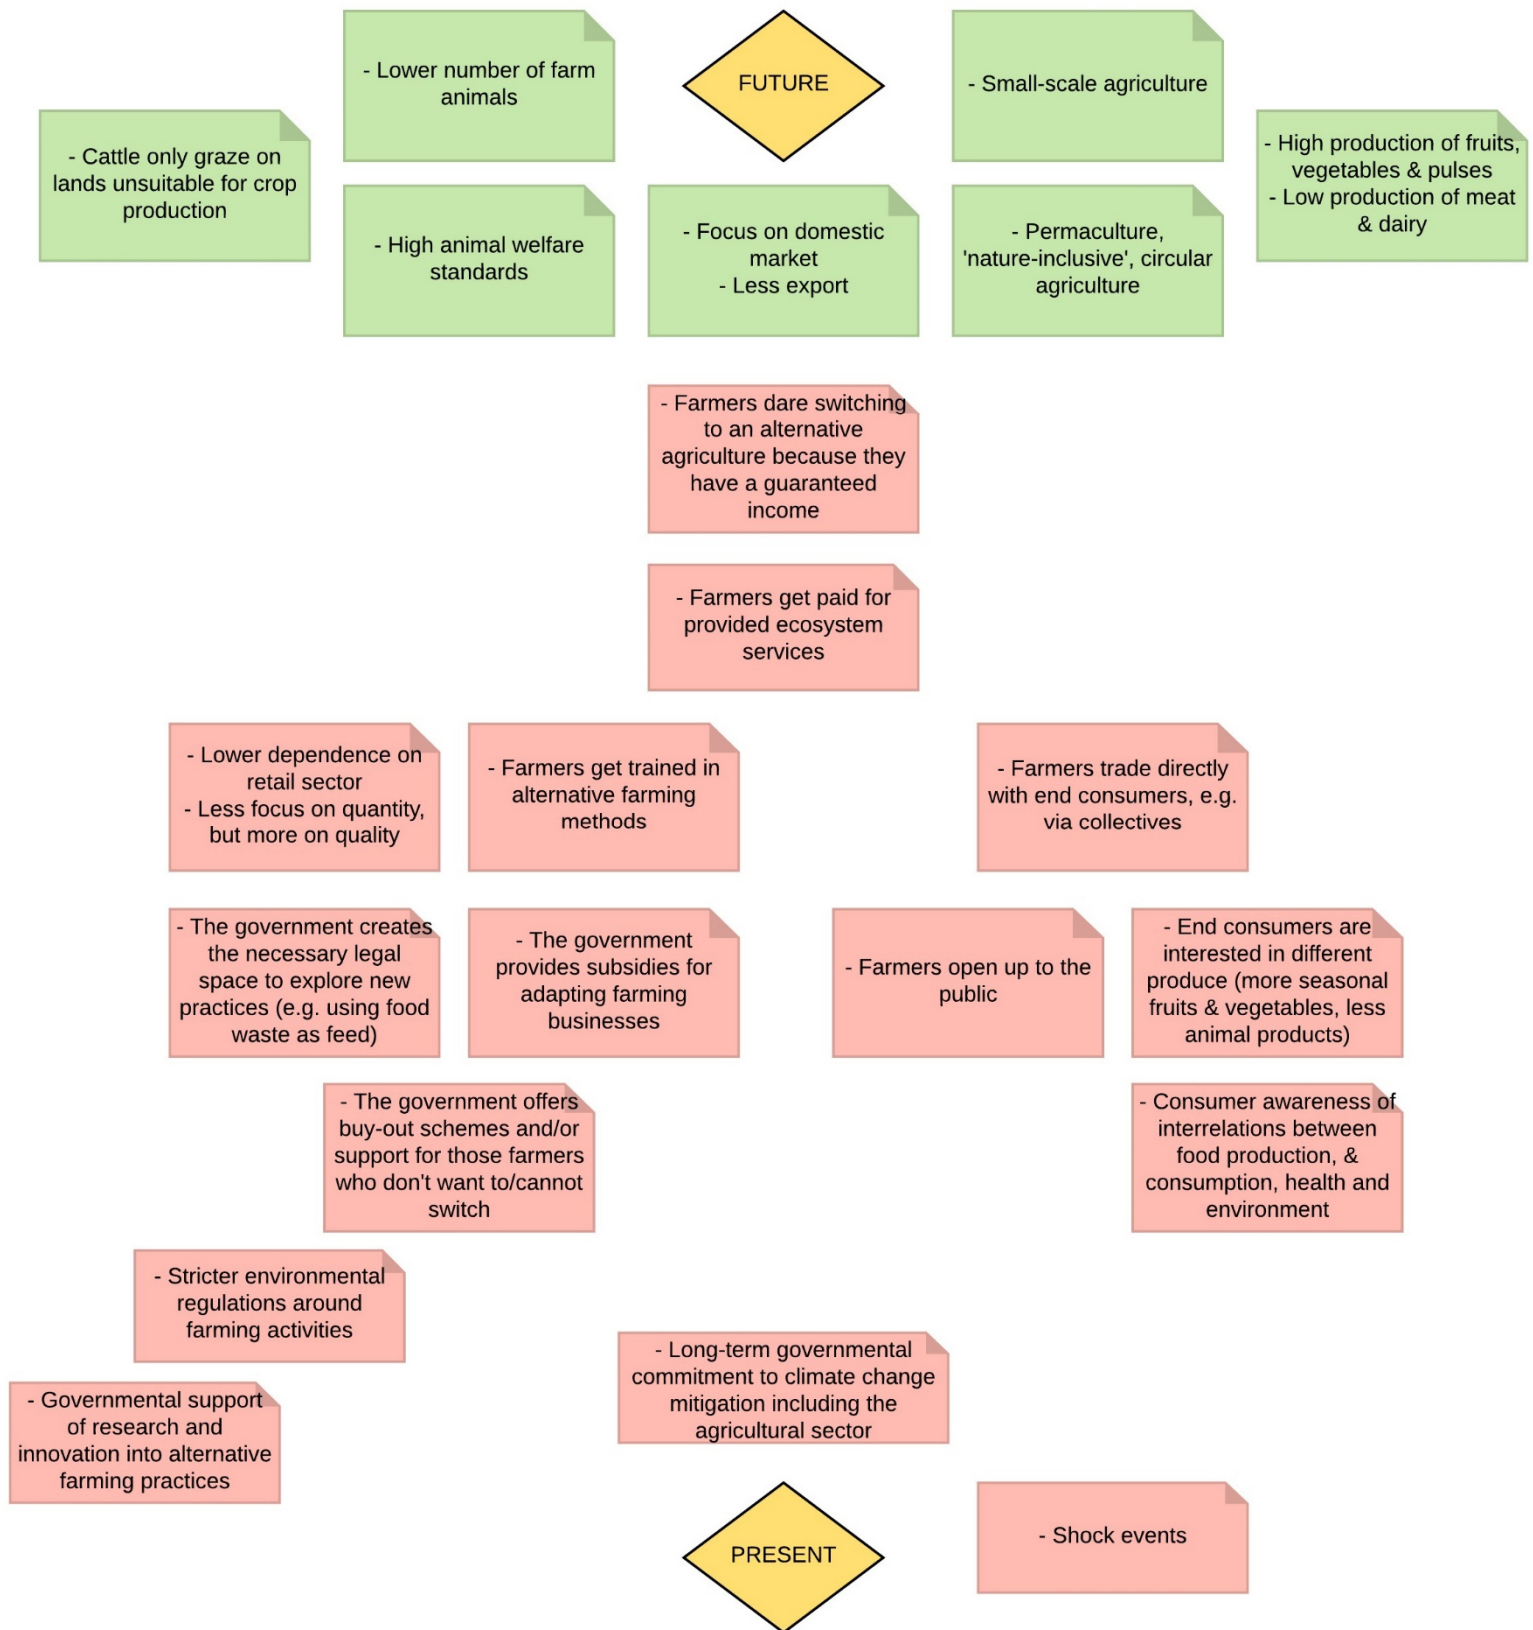 - Lower number of farm
animals
FUTURE
- Small-scale agriculture
- Cattle only graze on
lands unsuitable for crop
production
- High production of fruits,
vegetables & pulses
- Low production of meat
& dairy
- High animal welfare
standards
- Focus on domestic
market
- Less export
- Permaculture,
'nature-inclusive', circular
agriculture
- Farmers dare switching
to an alternative
agriculture because they
have a guaranteed
income
- Farmers get paid for
provided ecosystem
services
- Lower dependence on
retail sector
- Less focus on quantity,
but more on quality
- Farmers get trained in
alternative farming
methods
- Farmers trade directly
with end consumers, e.g.
via collectives
- The government creates
the necessary legal
space to explore new
practices (e.g. using food
waste as feed)
- The government
provides subsidies for
adapting farming
businesses
- Farmers open up to the
public
- End consumers are
interested in different
produce (more seasonal
fruits & vegetables, less
animal products)
- The government offers
buy-out schemes and/or
support for those farmers
who don't want to/cannot
switch
- Consumer awareness of
interrelations between
food production, &
consumption, health and
environment
- Stricter environmental
regulations around
farming activities
- Long-term governmental
commitment to climate change
mitigation including the
agricultural sector
- Governmental support
of research and
innovation into alternative
farming practices
PRESENT
- Shock events